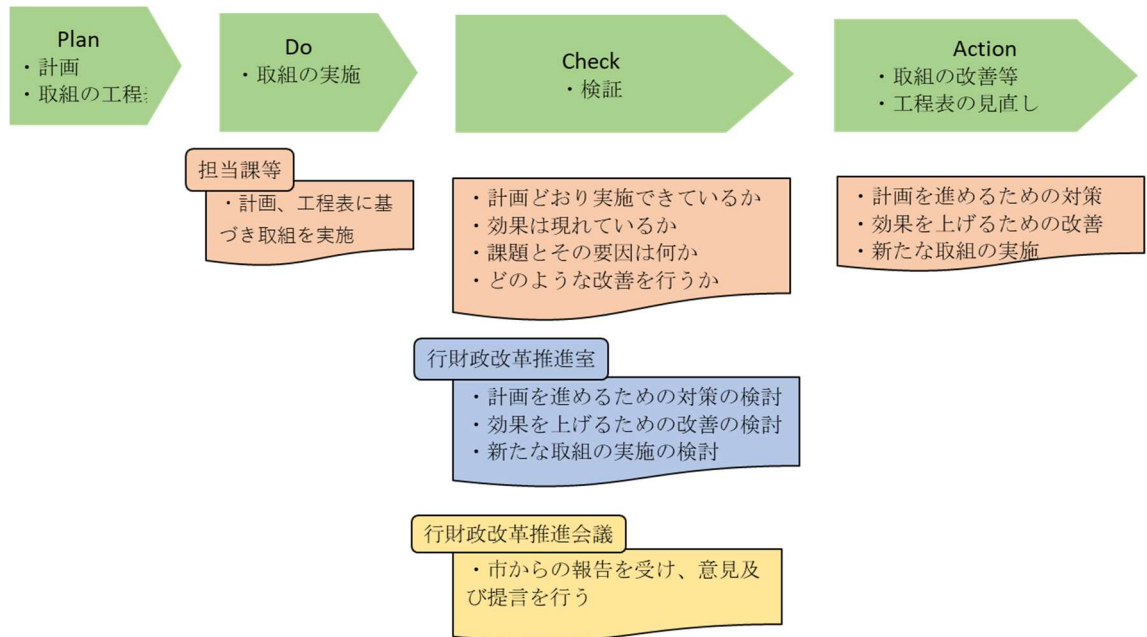 Plan
・計画
・取組の工程
Do
・取組の実施
Check
・検証
Action
・取組の改善等
・工程表の見直し
担当課等
・計画、工程表に基
づき取組を実施
・計画どおり実施できているか
・効果は現れているか
・課題とその要因は何か
・どのような改善を行うか
・計画を進めるための対策
・効果を上げるための改善
・新たな取組の実施
行財政改革推進室
・計画を進めるための対策の検討
・効果を上げるための改善の検討
・新たな取組の実施の検討
行財政改革推進会議
・市からの報告を受け、意見及
び提言を行う